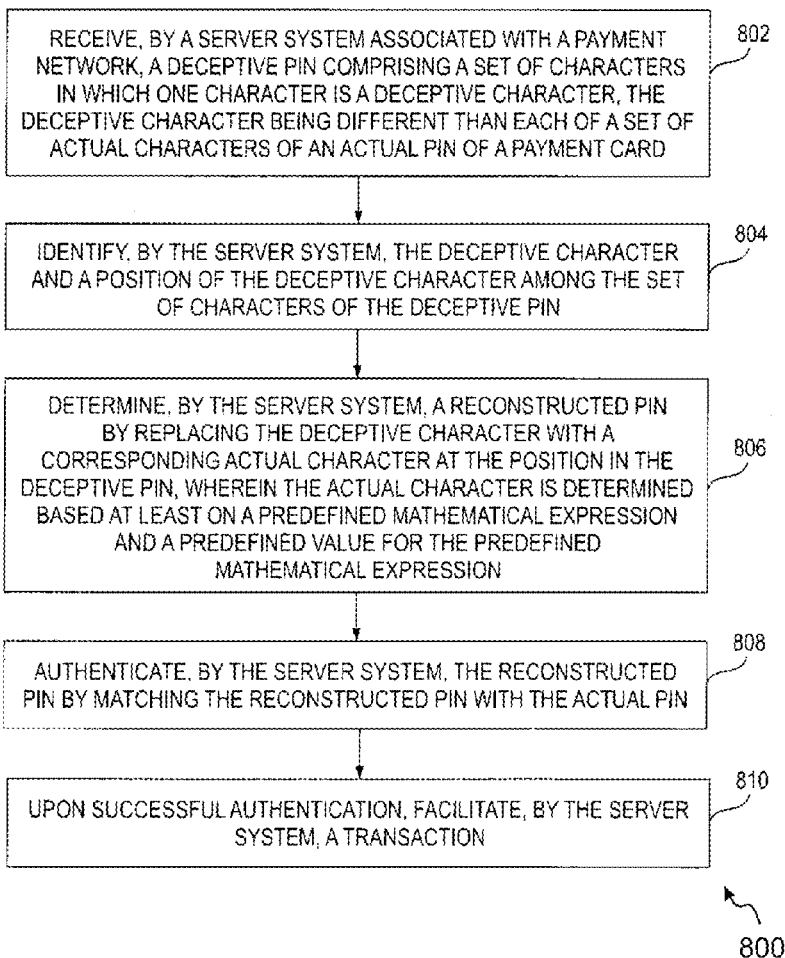 RECEIVE, BY A SERVER SYSTEM ASSOCIATED WITH A PAYMENT
NETWORK, A DECEPTIVE PIN COMPRISING A SET OF CHARACTERS
IN WHICH ONE CHARACTER IS A DECEPTIVE CHARACTER, THE
DECEPTIVE CHARACTER BEING DIFFERENT THAN EACH OF A SET OF
ACTUAL CHARACTERS OF AN ACTUAL PIN OF A PAYMENT CARD
802
IDENTIFY, BY THE SERVER SYSTEM, THE DECEPTIVE CHARACTER
AND A POSITION OF THE DECEPTIVE CHARACTER AMONG THE SET
OF CHARACTERS OF THE DECEPTIVE PIN
804
DETERMINE, BY THE SERVER SYSTEM, A RECONSTRUCTED PIN
BY REPLACING THE DECEPTIVE CHARACTER WITH A
CORRESPONDING ACTUAL CHARACTER AT THE POSITION IN THE
DECEPTIVE PIN, WHEREIN THE ACTUAL CHARACTER IS DETERMINED
BASED AT LEAST ON A PREDEFINED MATHEMATICAL EXPRESSION
AND A PREDEFINED VALUE FOR THE PREDEFINED
MATHEMATICAL EXPRESSION
806
AUTHENTICATE, BY THE SERVER SYSTEM, THE RECONSTRUCTED
PIN BY MATCHING THE RECONSTRUCTED PIN WITH THE ACTUAL PIN
808
UPON SUCCESSFUL AUTHENTICATION, FACILITATE, BY THE SERVER
SYSTEM, A TRANSACTION
810
800